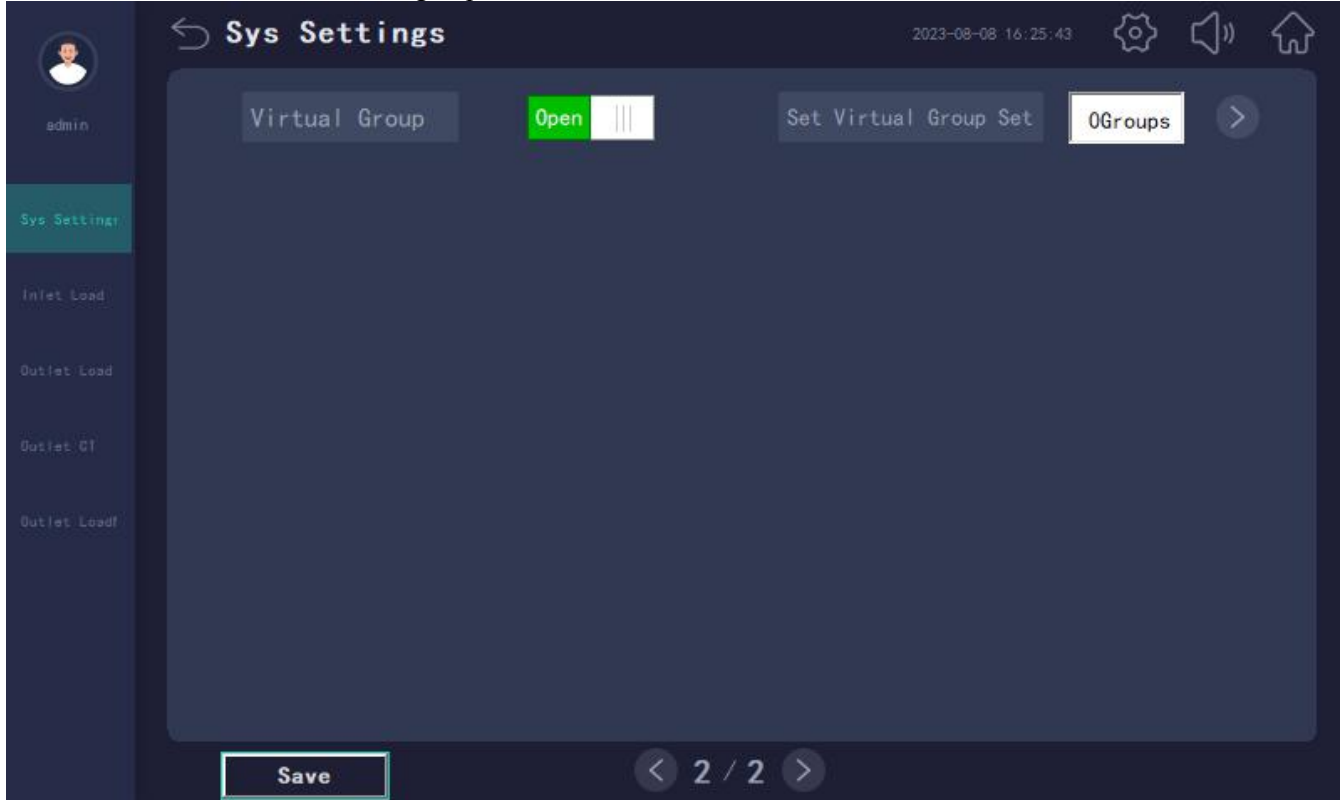 Sys Settings
2023-08-08 16:25:43
admin
Virtual Group
Open
Set Virtual Group Set
0Groups
Sys Settings
Inlet Load
Outlet Load
Outlet CT
Outlet Load
Save
2 / 2